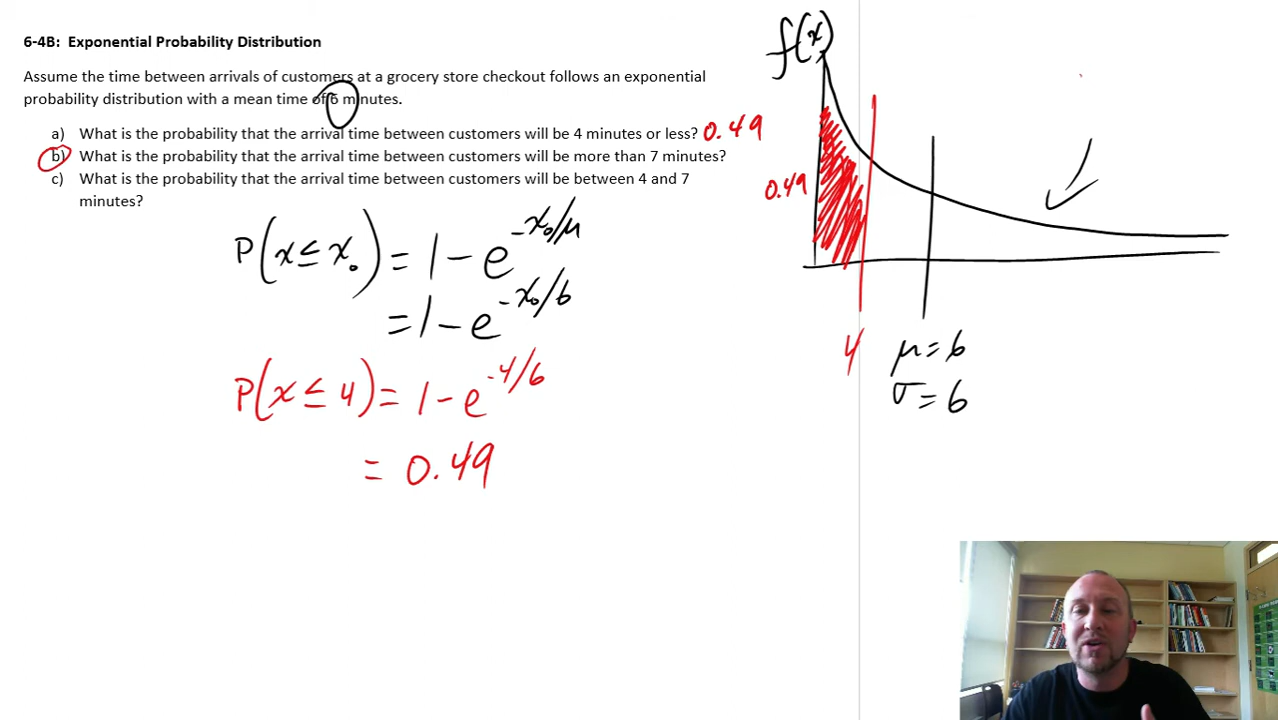 6-4B: Exponential Probability Distribution
Assume the time between arrivals of customers at a grocery store checkout follows an exponential
probability distribution with a mean time of 6 minutes.
a) What is the probability that the arrival time between customers will be 4 minutes or less? 0.49
b) What is the probability that the arrival time between customers will be more than 7 minutes?
c) What is the probability that the arrival time between customers will be between 4 and 7
minutes?
P(x ≤ x₀) = 1 - e^(-x₀/μ)
= 1 - e^(-x₀/6)
P(x ≤ 4) = 1 - e^(-4/6)
= 0.49
f(x)
0.49
4
μ = 6
σ = 6